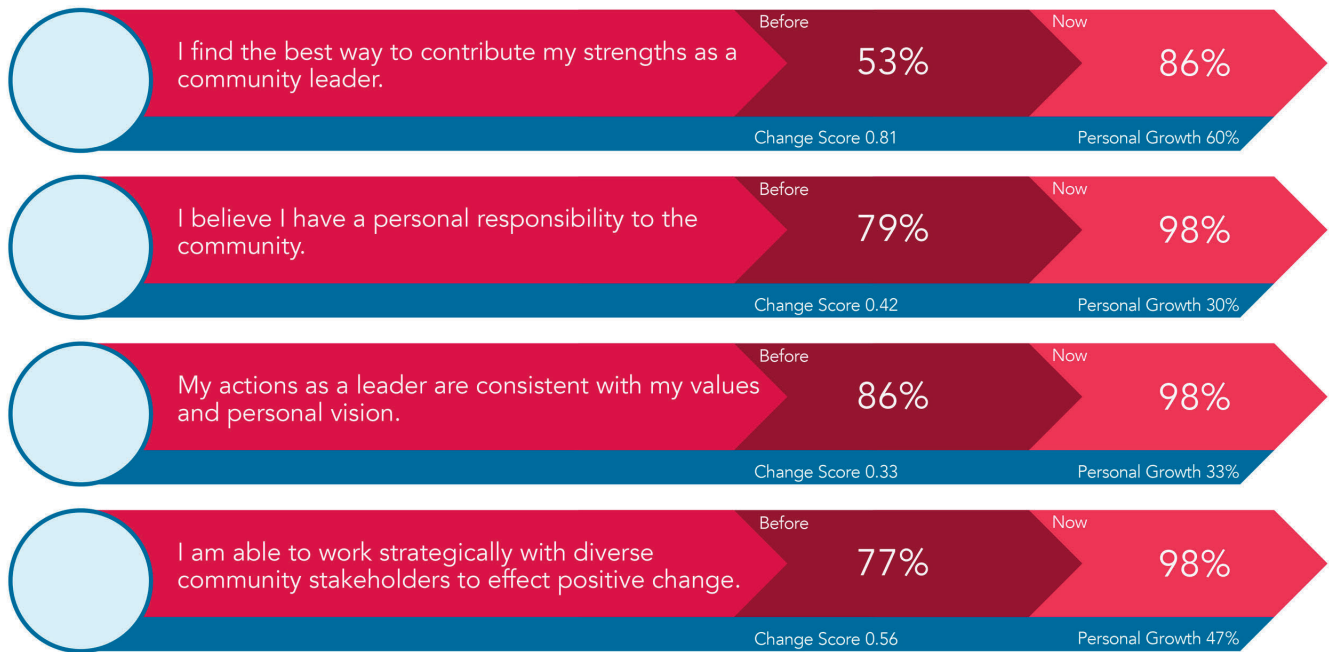 Before
Now
I find the best way to contribute my strengths as a
community leader.
53%
86%
Change Score 0.81
Personal Growth 60%
Before
Now
I believe I have a personal responsibility to the
community.
79%
98%
Change Score 0.42
Personal Growth 30%
Before
Now
My actions as a leader are consistent with my values
and personal vision.
86%
98%
Change Score 0.33
Personal Growth 33%
Before
Now
I am able to work strategically with diverse
community stakeholders to effect positive change.
77%
98%
Change Score 0.56
Personal Growth 47%